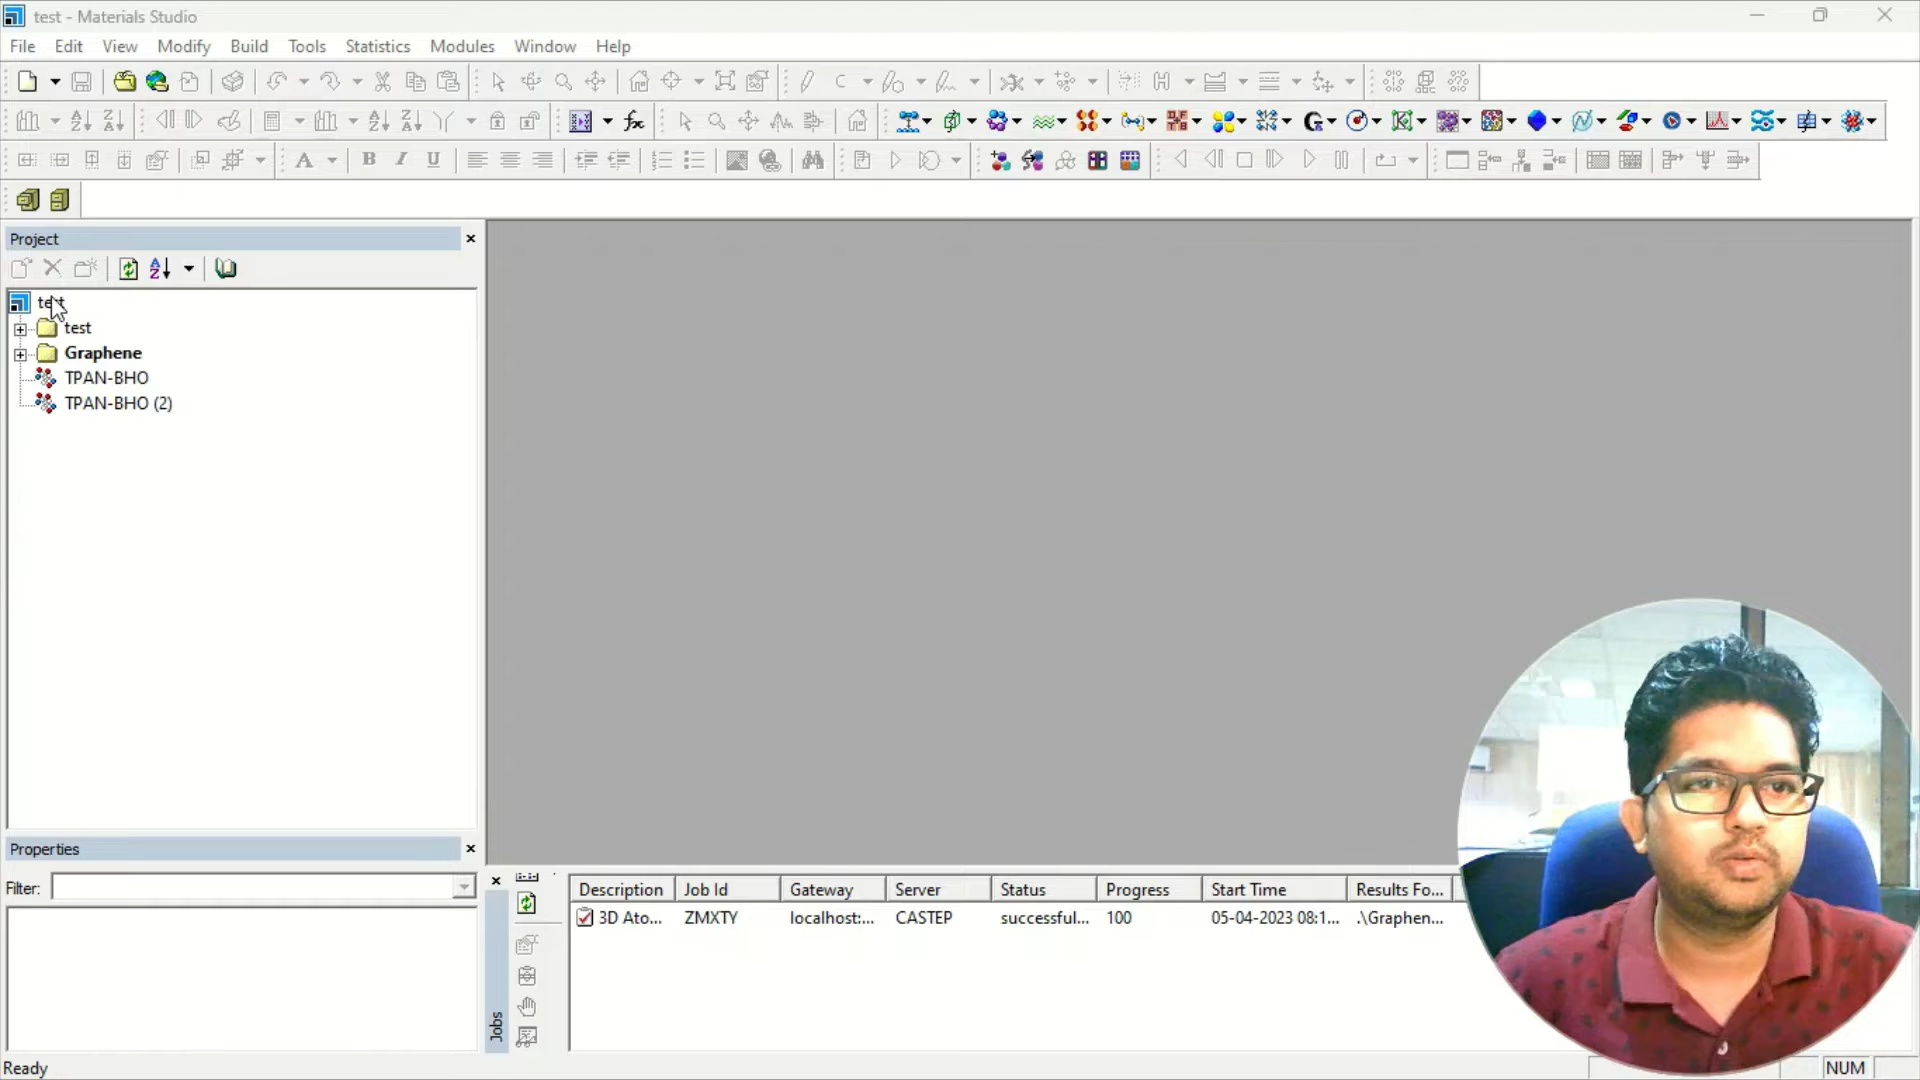 test - Materials Studio
File Edit View Modify Build Tools Statistics Modules Window Help
Project
test
test
Graphene
TPAN-BHO
TPAN-BHO (2)
Properties
Filter:
Jobs
Description Job Id Gateway Server Status Progress Start Time Results Fo...
3D Ato... ZMXTY localhost:... CASTEP successful... 100 05-04-2023 08:1... .\Graphen...
Ready
NUM